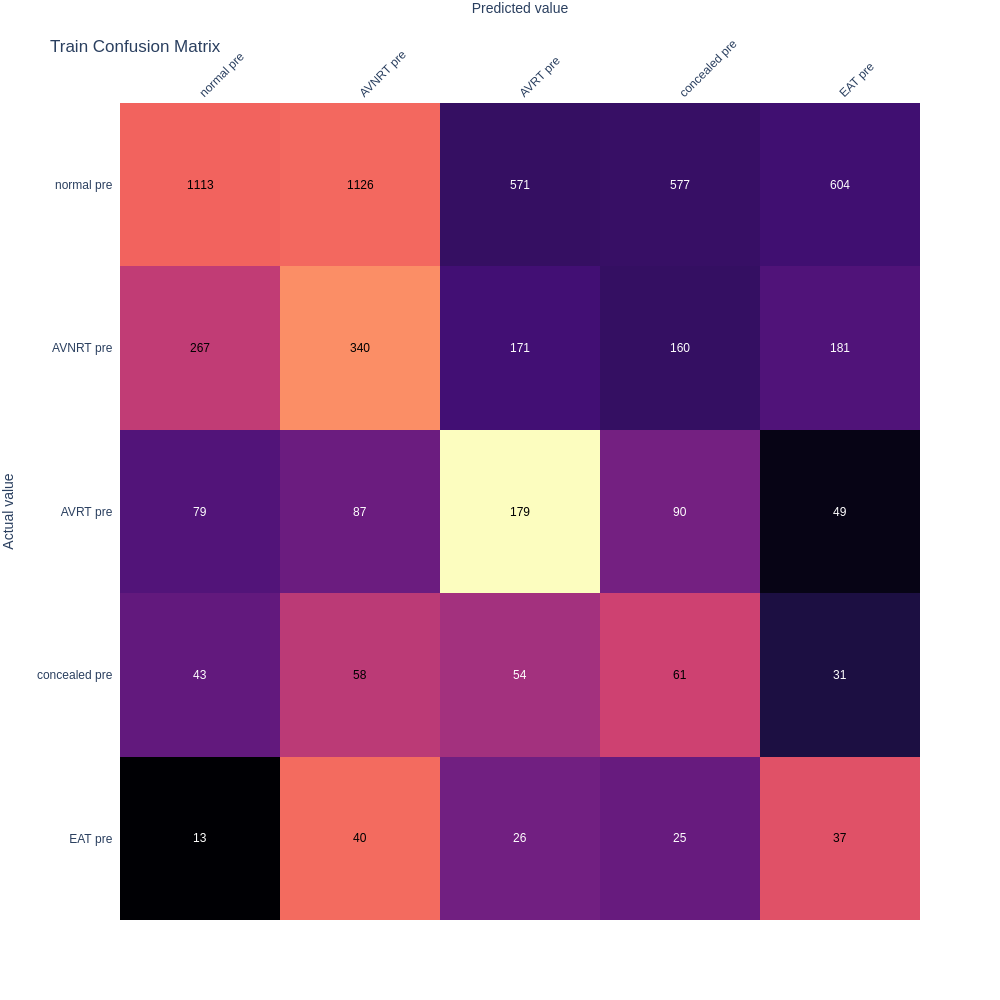 Predicted value
Train Confusion Matrix
normal pre AVNRT pre AVRT pre concealed pre EAT pre
normal pre 1113 1126 571 577 604
AVNRT pre 267 340 171 160 181
AVRT pre 79 87 179 90 49
concealed pre 43 58 54 61 31
EAT pre 13 40 26 25 37
Actual value